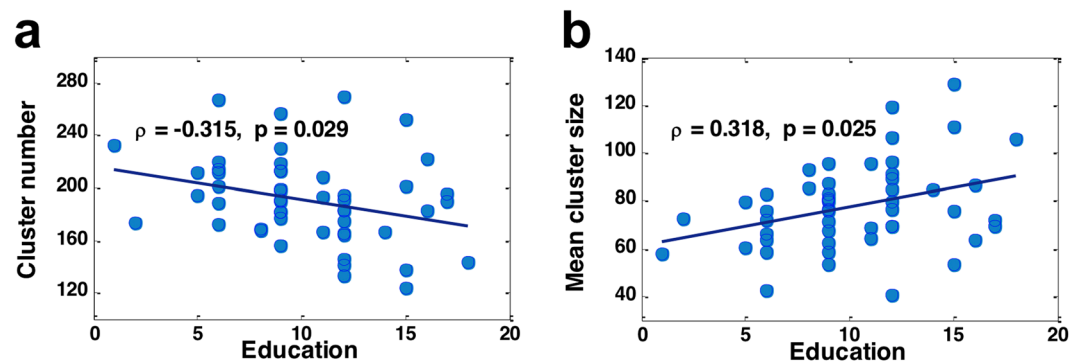 a
280
240
200
160
120
Cluster number
ρ = -0.315, p = 0.029
0
5
10
15
20
Education
b
140
120
100
80
60
40
Mean cluster size
ρ = 0.318, p = 0.025
0
5
10
15
20
Education